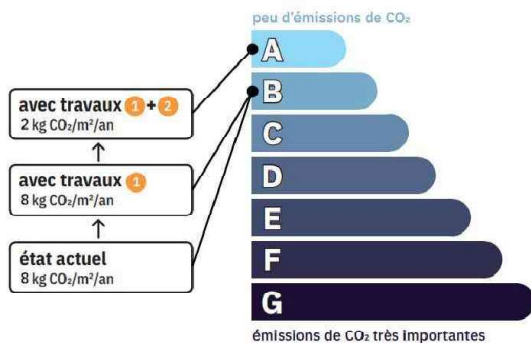 peu d'émissions de CO₂
A
B
C
D
E
F
G
émissions de CO₂ très importantes
avec travaux 1 + 2
2 kg CO₂/m²/an
avec travaux 1
8 kg CO₂/m²/an
état actuel
8 kg CO₂/m²/an